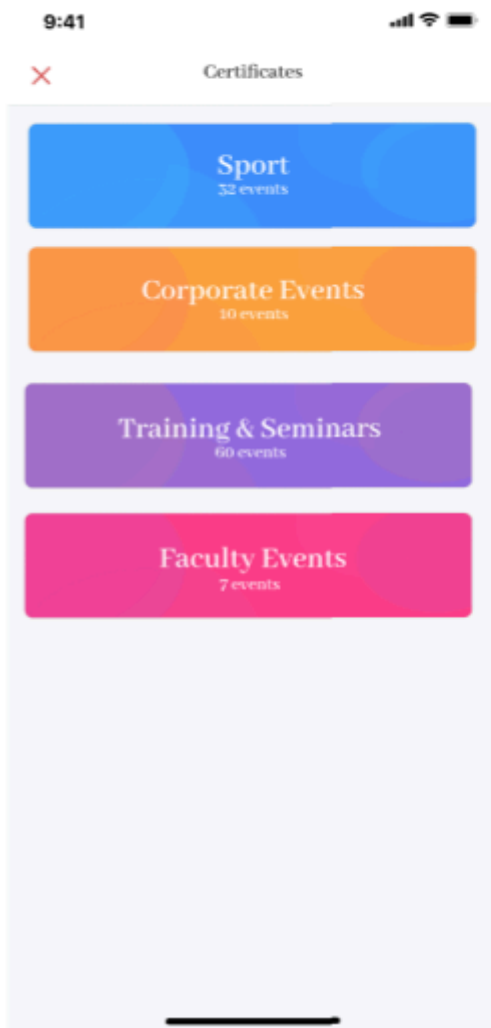 9:41
Certificates
Sport
32 events
Corporate Events
10 events
Training & Seminars
60 events
Faculty Events
7 events